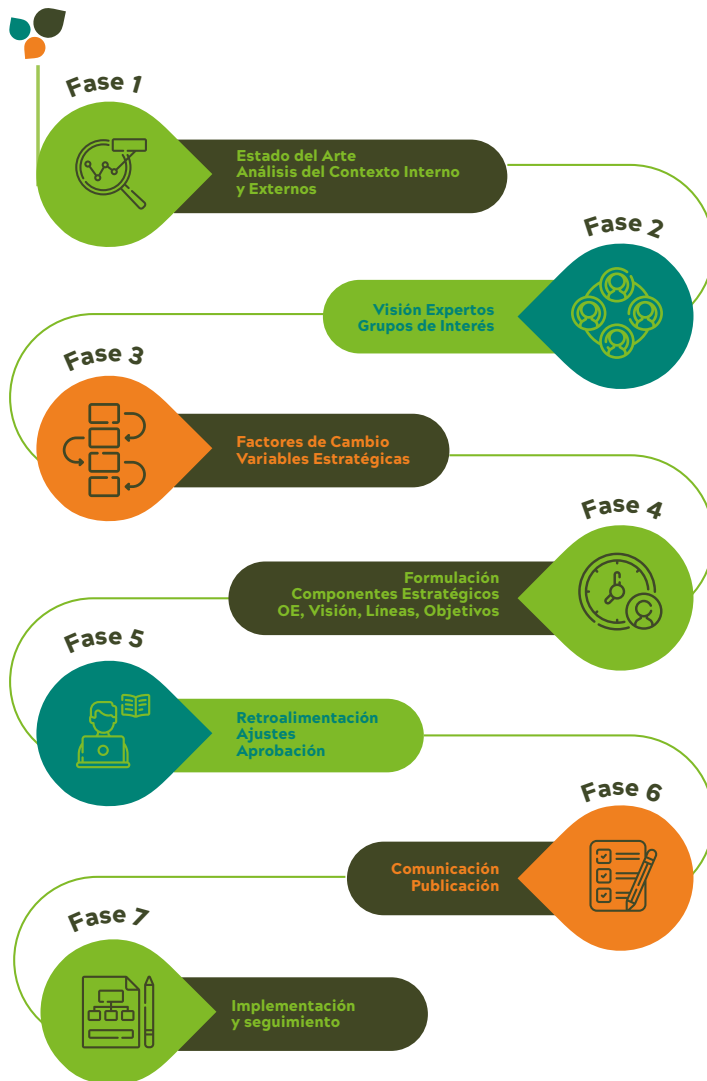 Fase 1
Estado del Arte
Análisis del Contexto Interno
y Externos
Fase 2
Visión Expertos
Grupos de Interés
Fase 3
Factores de Cambio
Variables Estratégicas
Fase 4
Formulación
Componentes Estratégicos
OE, Visión, Líneas, Objetivos
Fase 5
Retroalimentación
Ajustes
Aprobación
Fase 6
Comunicación
Publicación
Fase 7
Implementación
y seguimiento